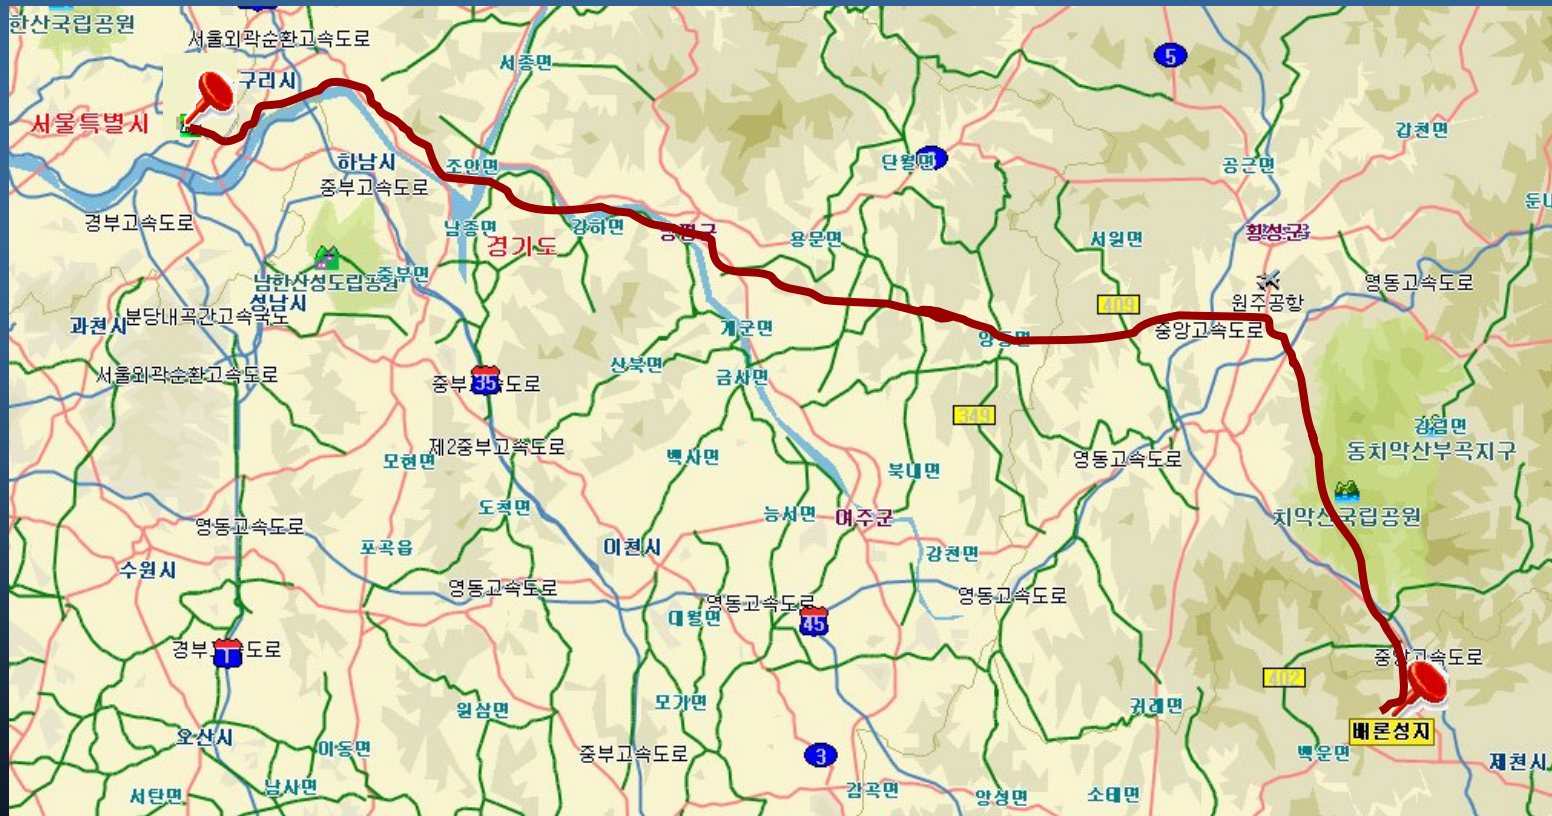 한산국립공원
서울외곽순환고속도로
서종면
5
구리시
서울특별시
갑천면
하남시
조안면
단월면
공근면
중부고속도로
경부고속도로
남종면
강하면
경기도
용문면
서원면
횡성군
남한산성도립공원
중부면
성남시
영동고속도로
원주공항
409
과천시
분당내곡간고속국도
개군면
중앙고속도로
양동면
서울외곽순환고속도로
산북면
금사면
35
349
강림면
제2중부고속도로
모현면
백사면
북내면
영동고속도로
동치악산부곡지구
도척면
능서면
여주군
치악산국립공원
영동고속도로
포곡읍
이천시
강천면
수원시
영동고속도로
영동고속도로
영동고속도로
대월면
45
1
402
중앙고속도로
원삼면
모가면
귀래면
배론성지
오산시
이동면
중부고속도로
3
백운면
제천시
서탄면
남사면
감곡면
앙성면
소태면